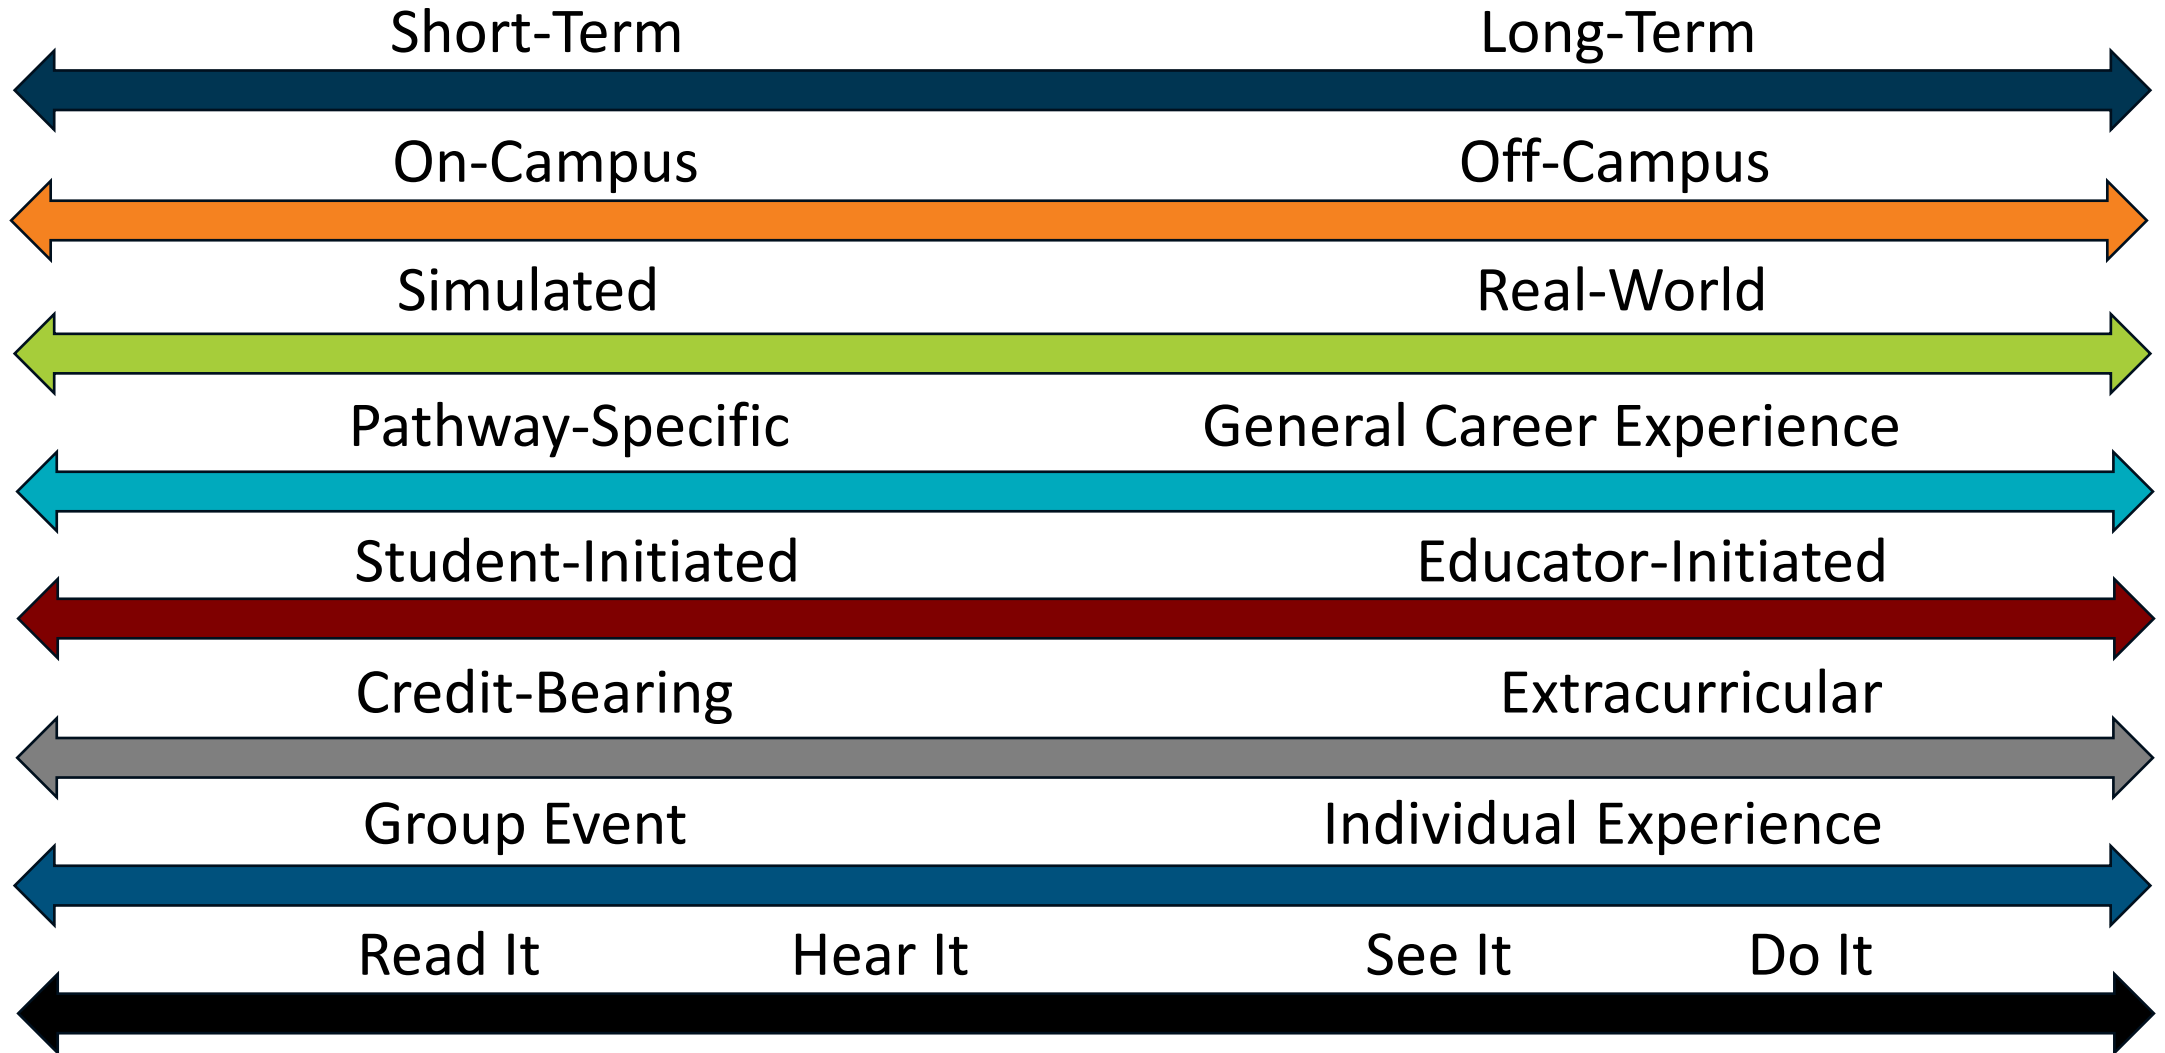 Short-Term Long-Term
On-Campus Off-Campus
Simulated Real-World
Pathway-Specific General Career Experience
Student-Initiated Educator-Initiated
Credit-Bearing Extracurricular
Group Event Individual Experience
Read It Hear It See It Do It